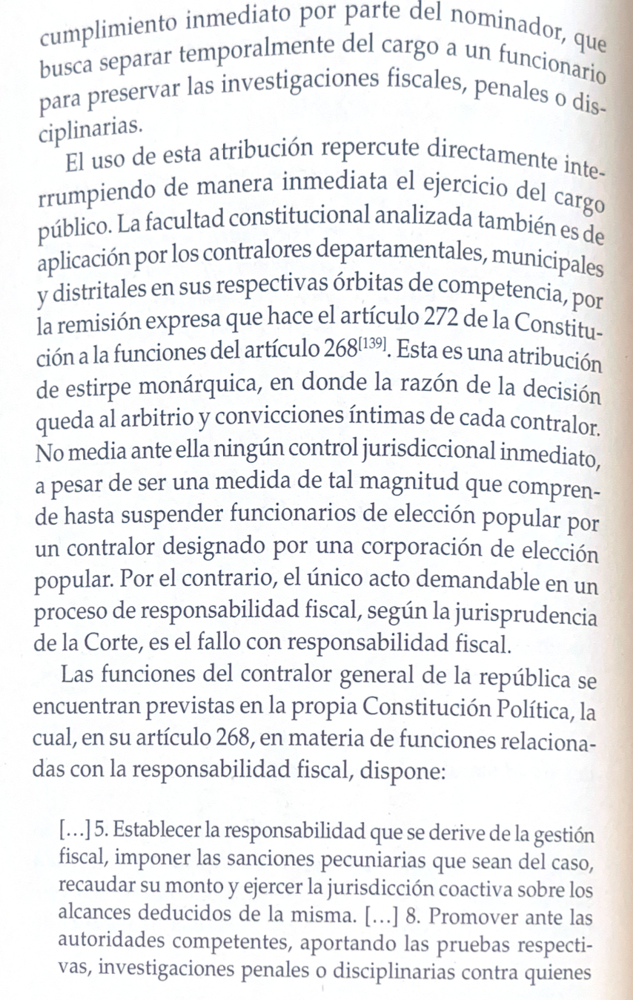 cumplimiento inmediato por parte del nominador, que
busca separar temporalmente del cargo a un funcionario
para preservar las investigaciones fiscales, penales o dis-
ciplinarias.
El uso de esta atribución repercute directamente inte-
rrumpiendo de manera inmediata el ejercicio del cargo
público. La facultad constitucional analizada también es de
aplicación por los contralores departamentales, municipales
y distritales en sus respectivas órbitas de competencia, por
la remisión expresa que hace el artículo 272 de la Constitu-
ción a la funciones del artículo 268[139]. Esta es una atribución
de estirpe monárquica, en donde la razón de la decisión
queda al arbitrio y convicciones íntimas de cada contralor.
No media ante ella ningún control jurisdiccional inmediato,
a pesar de ser una medida de tal magnitud que compren-
de hasta suspender funcionarios de elección popular por
un contralor designado por una corporación de elección
popular. Por el contrario, el único acto demandable en un
proceso de responsabilidad fiscal, según la jurisprudencia
de la Corte, es el fallo con responsabilidad fiscal.
Las funciones del contralor general de la república se
encuentran previstas en la propia Constitución Política, la
cual, en su artículo 268, en materia de funciones relaciona-
das con la responsabilidad fiscal, dispone:
[…] 5. Establecer la responsabilidad que se derive de la gestión
fiscal, imponer las sanciones pecuniarias que sean del caso,
recaudar su monto y ejercer la jurisdicción coactiva sobre los
alcances deducidos de la misma. […] 8. Promover ante las
autoridades competentes, aportando las pruebas respecti-
vas, investigaciones penales o disciplinarias contra quienes